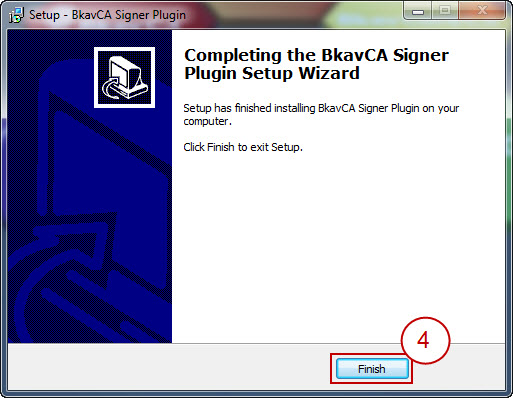 Setup - BkavCA Signer Plugin
Completing the BkavCA Signer
Plugin Setup Wizard
Setup has finished installing BkavCA Signer Plugin on your
computer.
Click Finish to exit Setup.
4
Finish